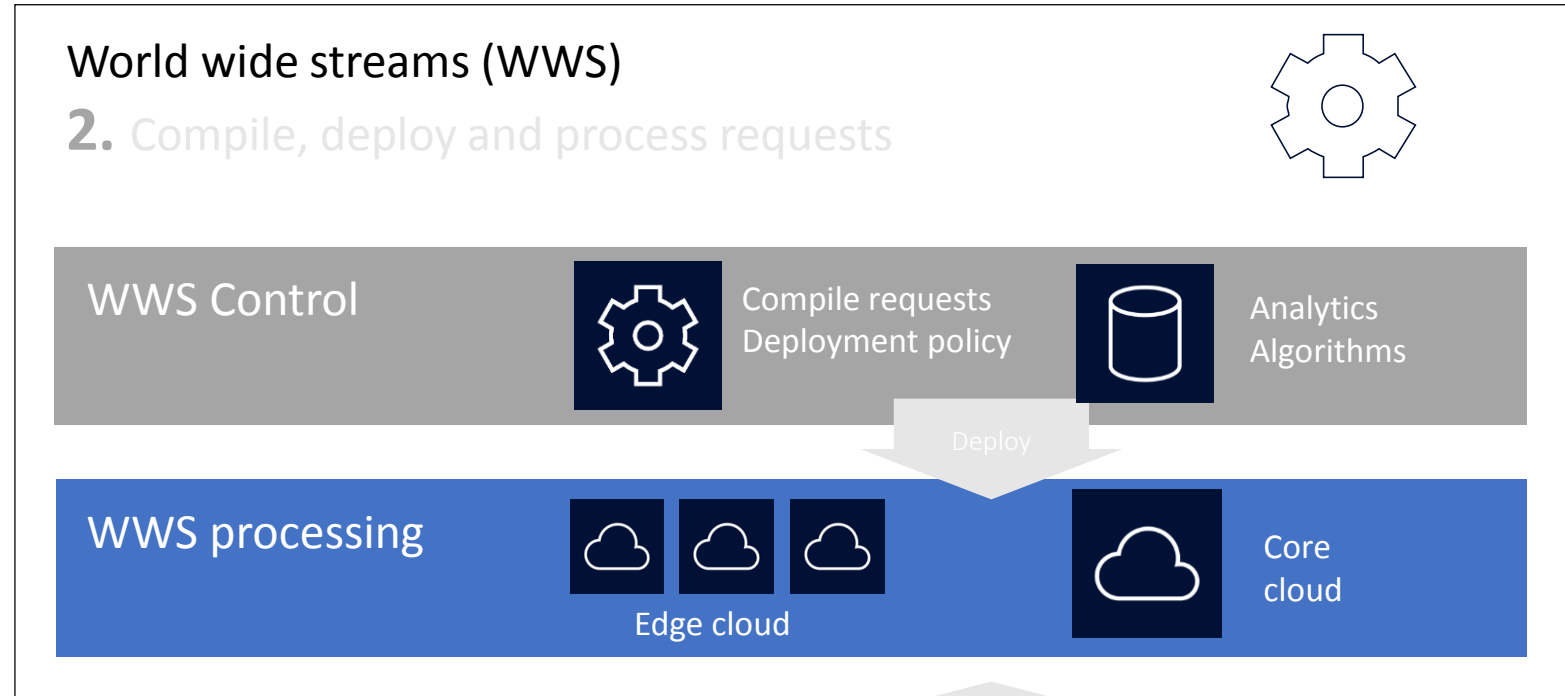 World wide streams (WWS)
2. Compile, deploy and process requests
WWS Control
Compile requests
Deployment policy
Analytics
Algorithms
Deploy
WWS processing
Edge cloud
Core
cloud